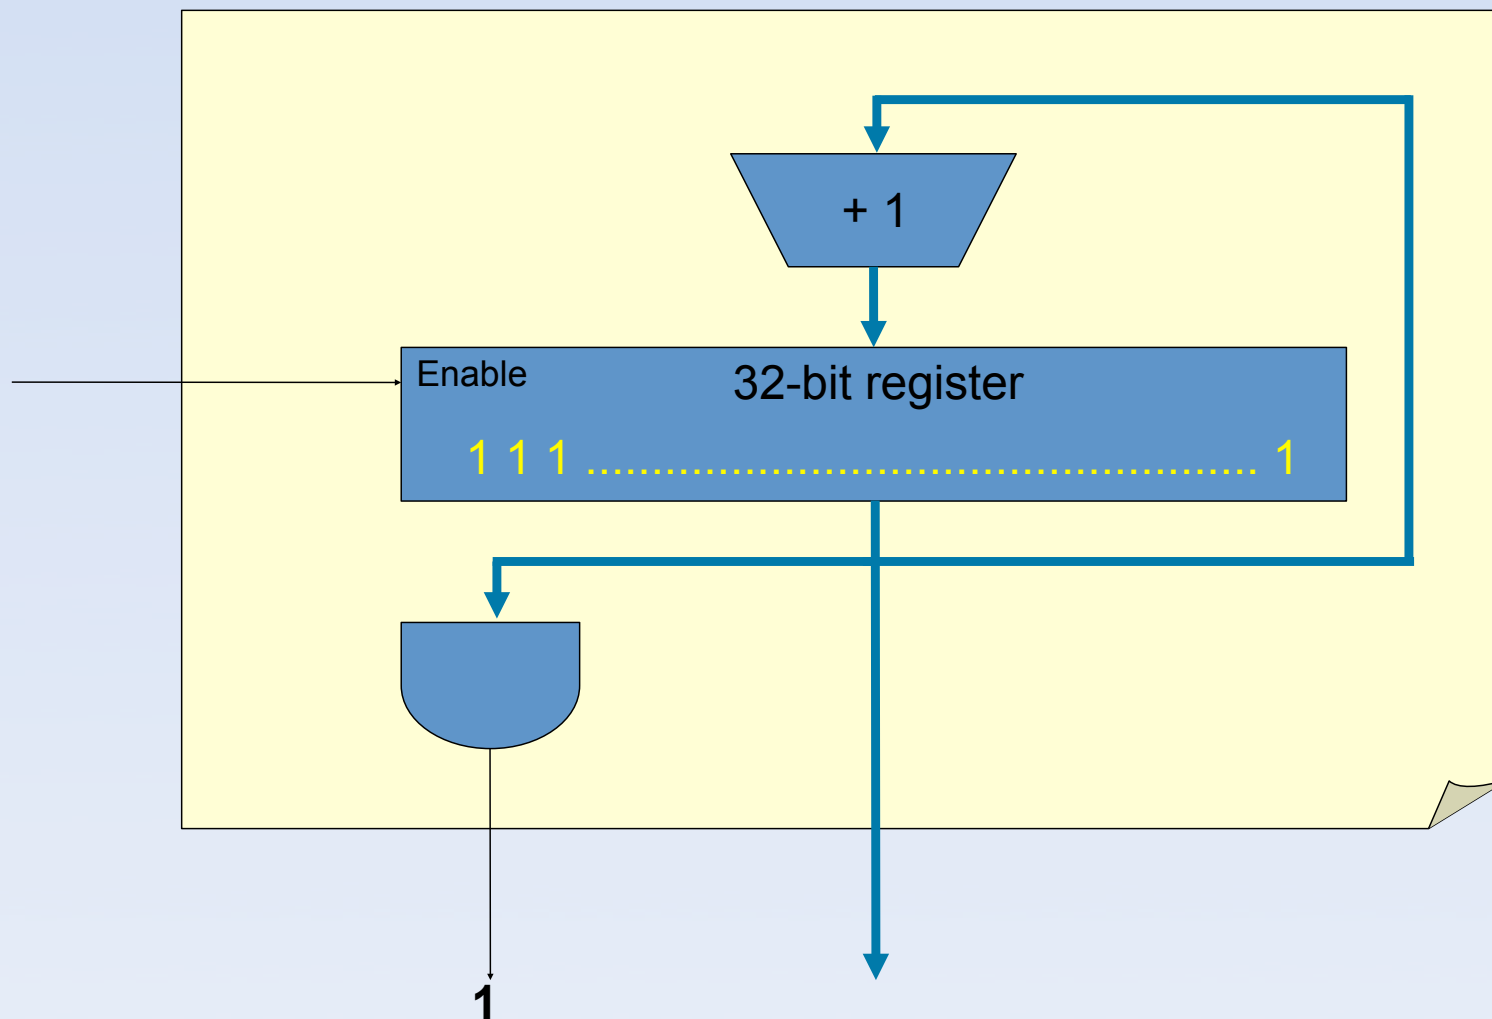 + 1
Enable
32-bit register
1 1 1 ................................................... 1
1